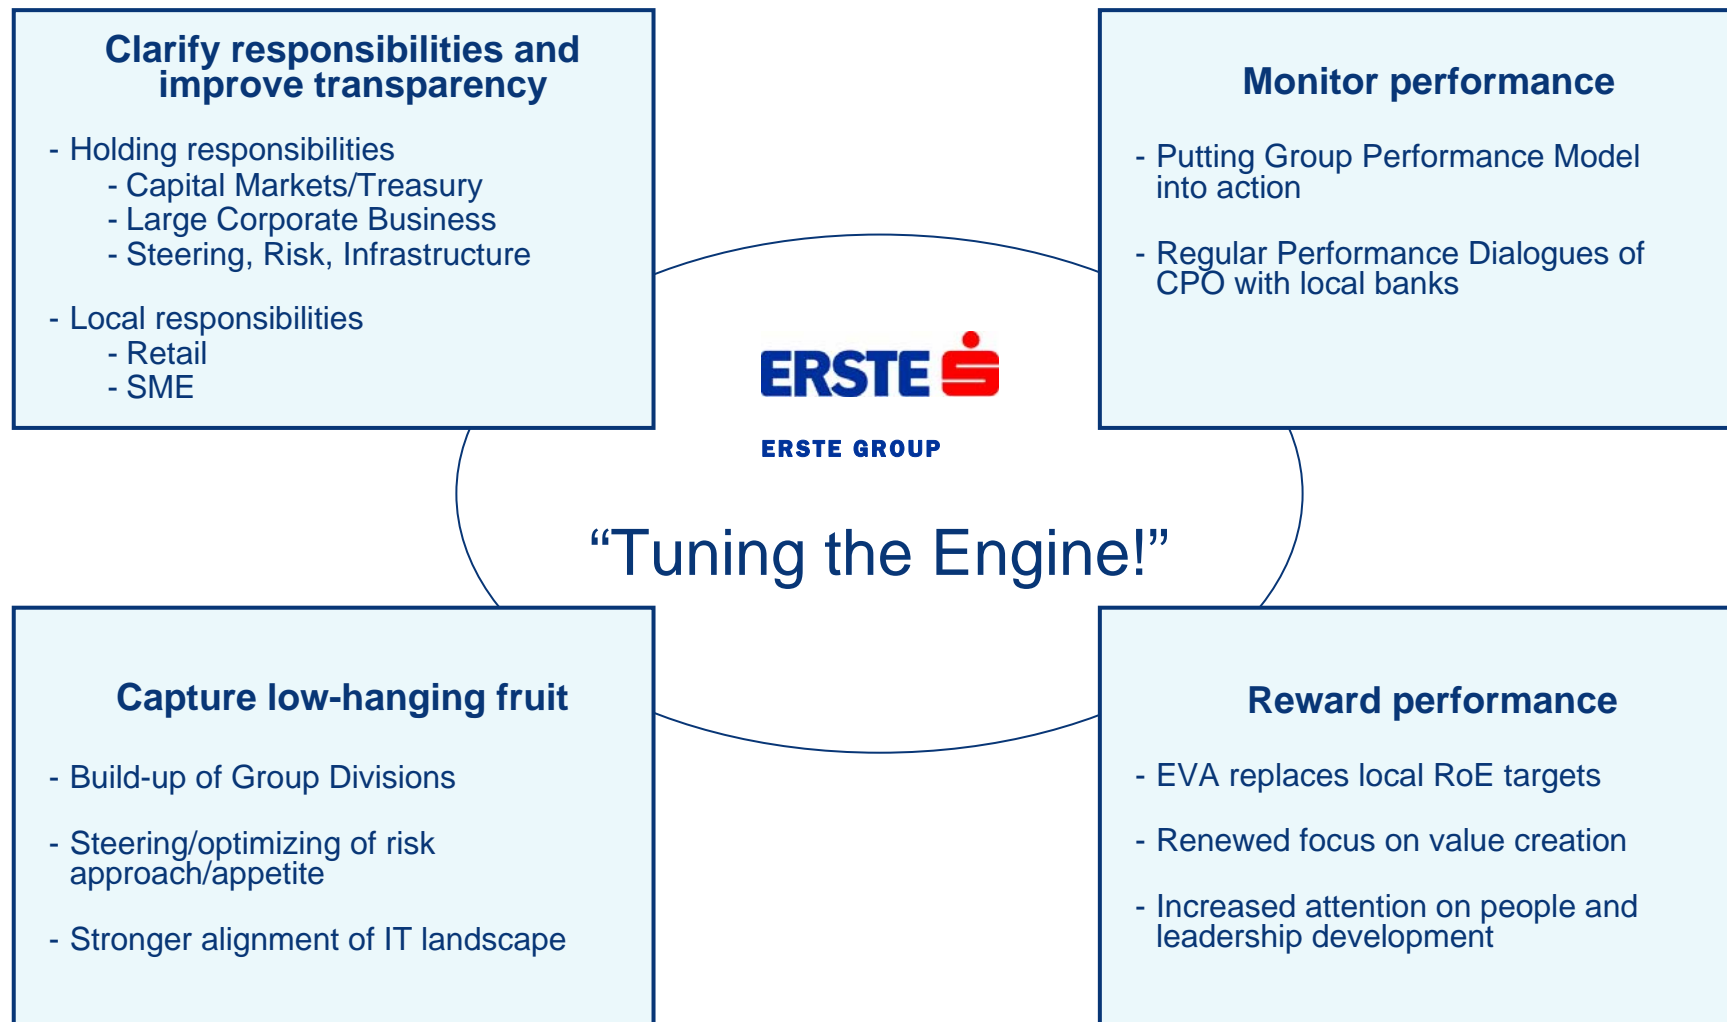 Clarify responsibilities and
improve transparency
- Holding responsibilities
- Capital Markets/Treasury
- Large Corporate Business
- Steering, Risk, Infrastructure
- Local responsibilities
- Retail
- SME
Monitor performance
- Putting Group Performance Model
into action
- Regular Performance Dialogues of
CPO with local banks
ERSTE
ERSTE GROUP
“Tuning the Engine!”
Capture low-hanging fruit
- Build-up of Group Divisions
- Steering/optimizing of risk
approach/appetite
- Stronger alignment of IT landscape
Reward performance
- EVA replaces local RoE targets
- Renewed focus on value creation
- Increased attention on people and
leadership development